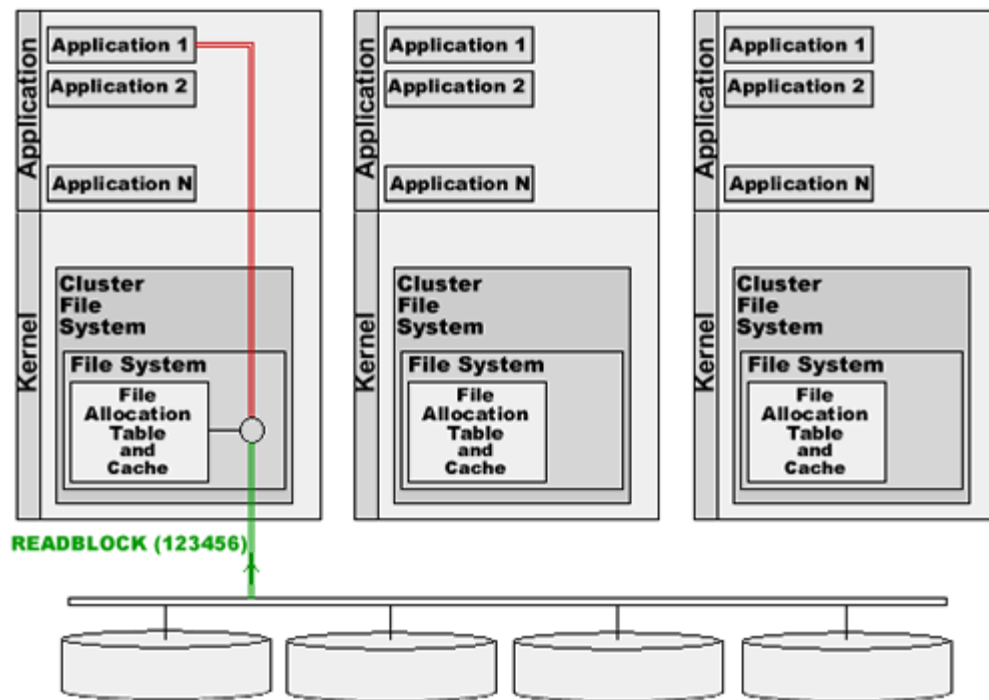 Application
Application 1
Application 2
Application N
Kernel
Cluster
File
System
File System
File
Allocation
Table
and
Cache
Application
Application 1
Application 2
Application N
Kernel
Cluster
File
System
File System
File
Allocation
Table
and
Cache
Application
Application 1
Application 2
Application N
Kernel
Cluster
File
System
File System
File
Allocation
Table
and
Cache
READBLOCK (123456)